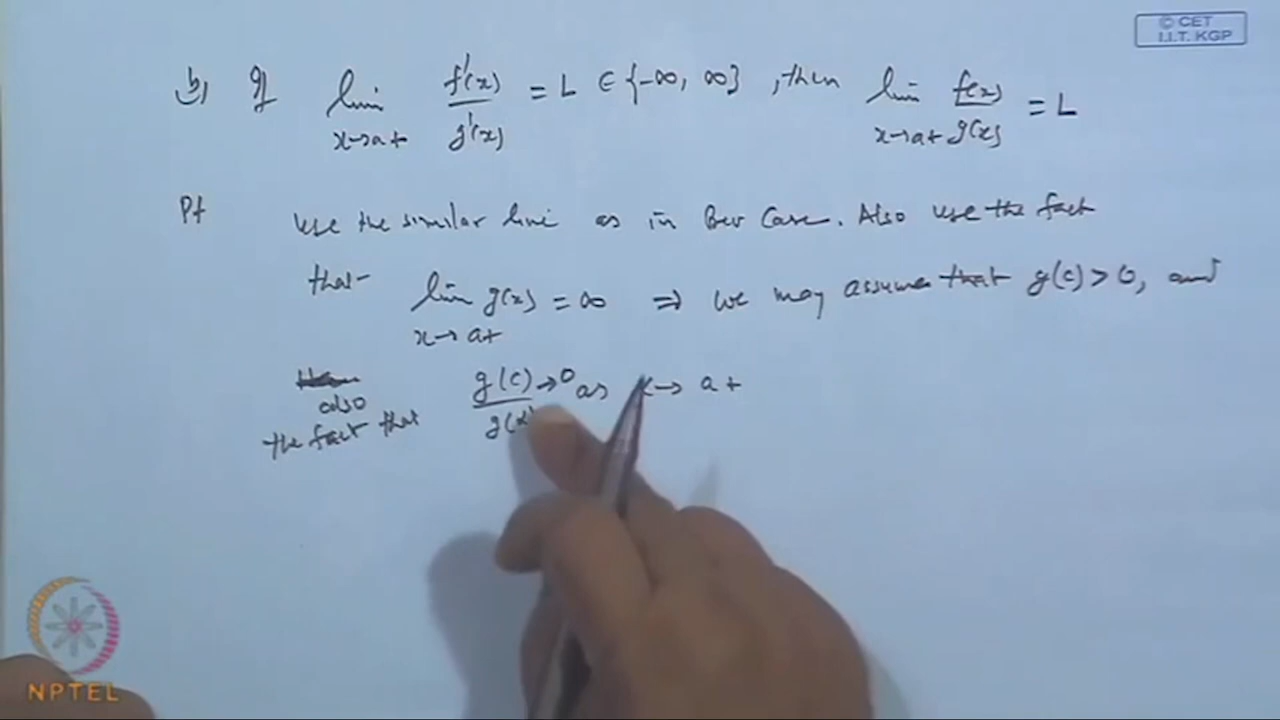 © CET
I.I.T. KGP
b) If lim x→a+ f'(x)/g'(x) = L ∈ {-∞, ∞}, then lim x→a+ f(x)/g(x) = L
Pf Use the similar line as in Case. Also use the fact
that lim x→a+ g(x) = ∞ ⇒ we may assume that g(c) > 0, and
also
the fact that g(c)/g(x) → 0 as x→ a+
NPTEL